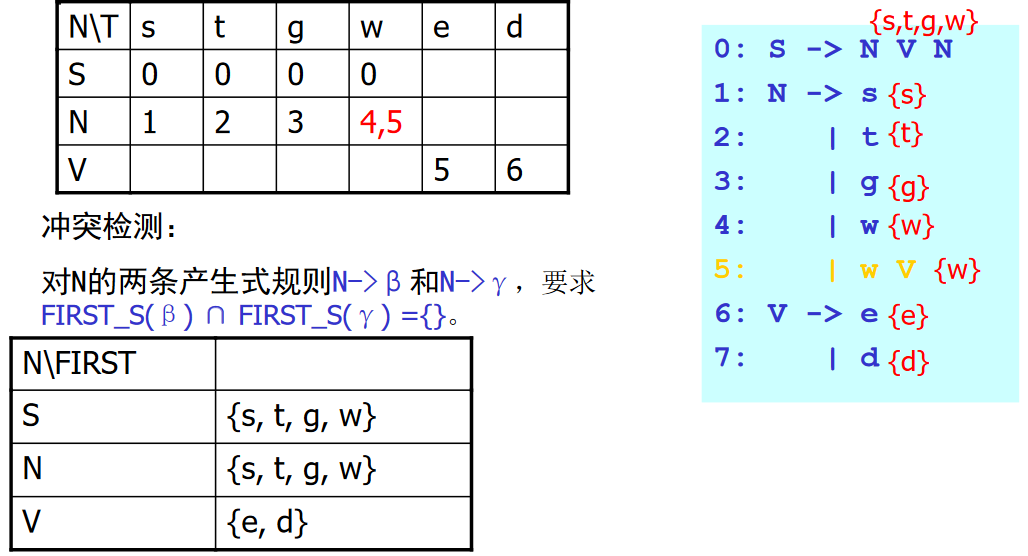 N\T s t g w e d
S 0 0 0 0
N 1 2 3 4,5
V 5 6
冲突检测：
对N的两条产生式规则N->β 和N->γ，要求
FIRST_S(β) ∩ FIRST_S(γ) ={}。
N\FIRST
S {s, t, g, w}
N {s, t, g, w}
V {e, d}
{s,t,g,w}
0: S -> N V N
1: N -> s {s}
2: | t {t}
3: | g {g}
4: | w {w}
5: | w V {w}
6: V -> e {e}
7: | d {d}